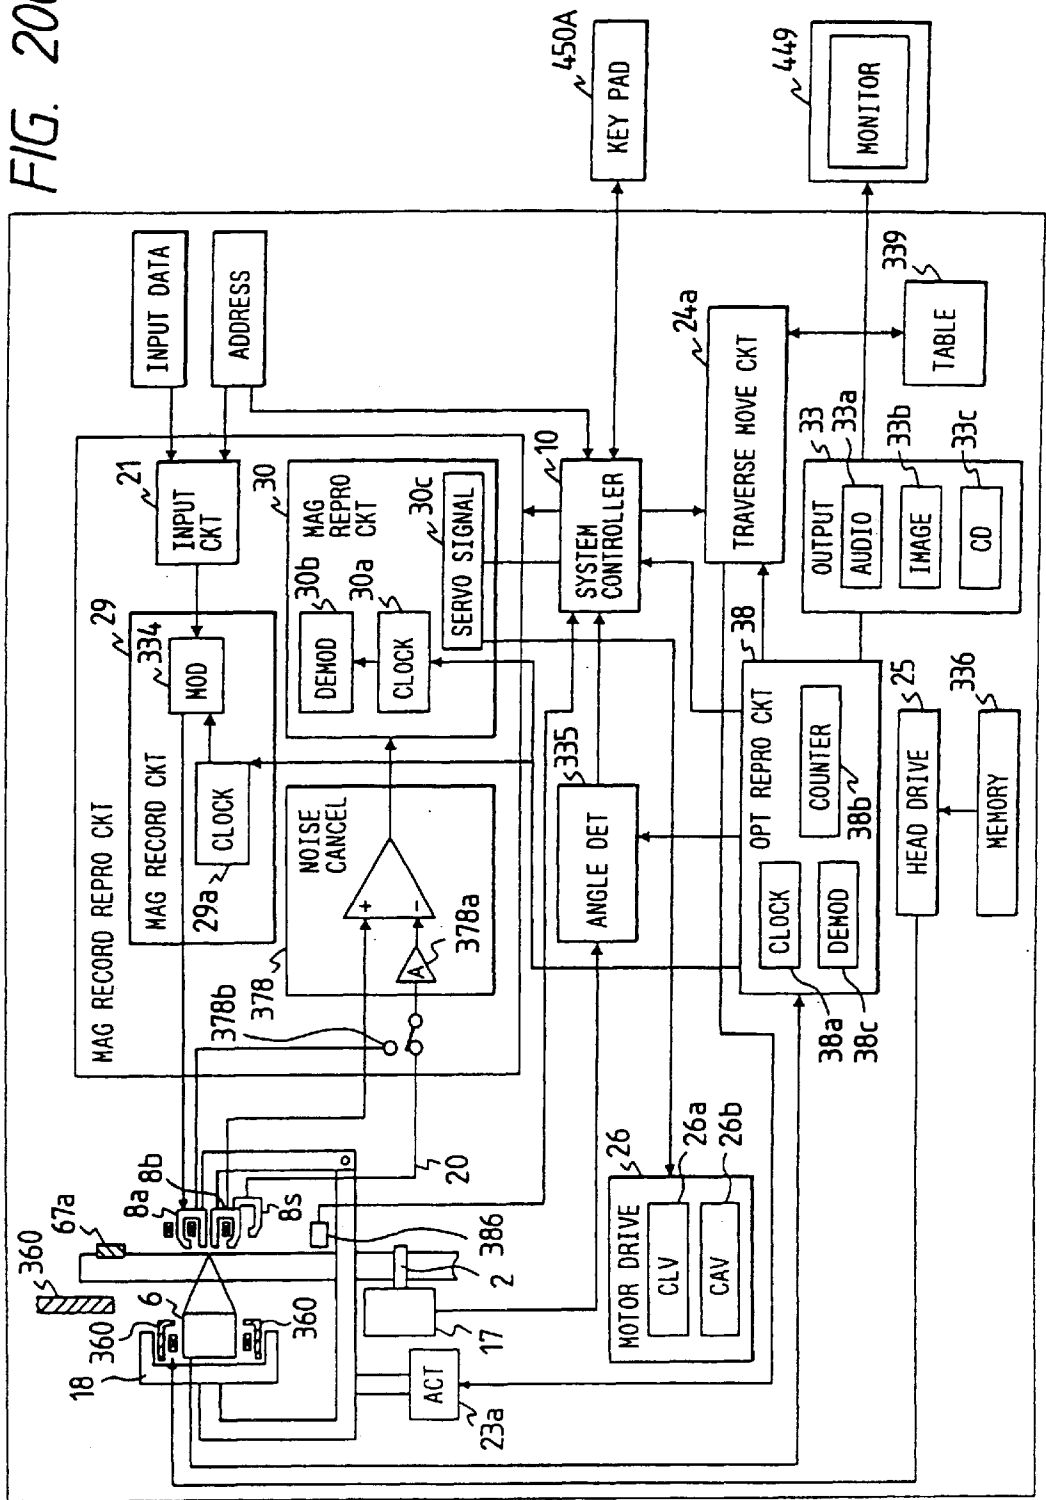 FIG. 20
INPUT DATA
ADDRESS
450A
KEY PAD
449
MONITOR
MAG RECORD REPRO CKT
21
INPUT
CKT
29
334
MOD
MAG RECORD CKT
CLOCK
29a
30
MAG REPRO
CKT
30b
DEMOD
30a
CLOCK
30c
SERVO SIGNAL
NOISE
CANCEL
+
-
A
378a
378
378b
10
SYSTEM
CONTROLLER
24a
TRAVERSE MOVE CKT
339
TABLE
335
ANGLE DET
38
OPT REPRO CKT
COUNTER
38b
CLOCK
38a
DEMOD
38c
OUTPUT
33
AUDIO
33a
IMAGE
33b
CD
33c
25
HEAD DRIVE
336
MEMORY
26
MOTOR DRIVE
CLV
26a
CAV
26b
360
67a
8a
8b
8s
20
386
6
360
360
18
2
17
ACT
23a